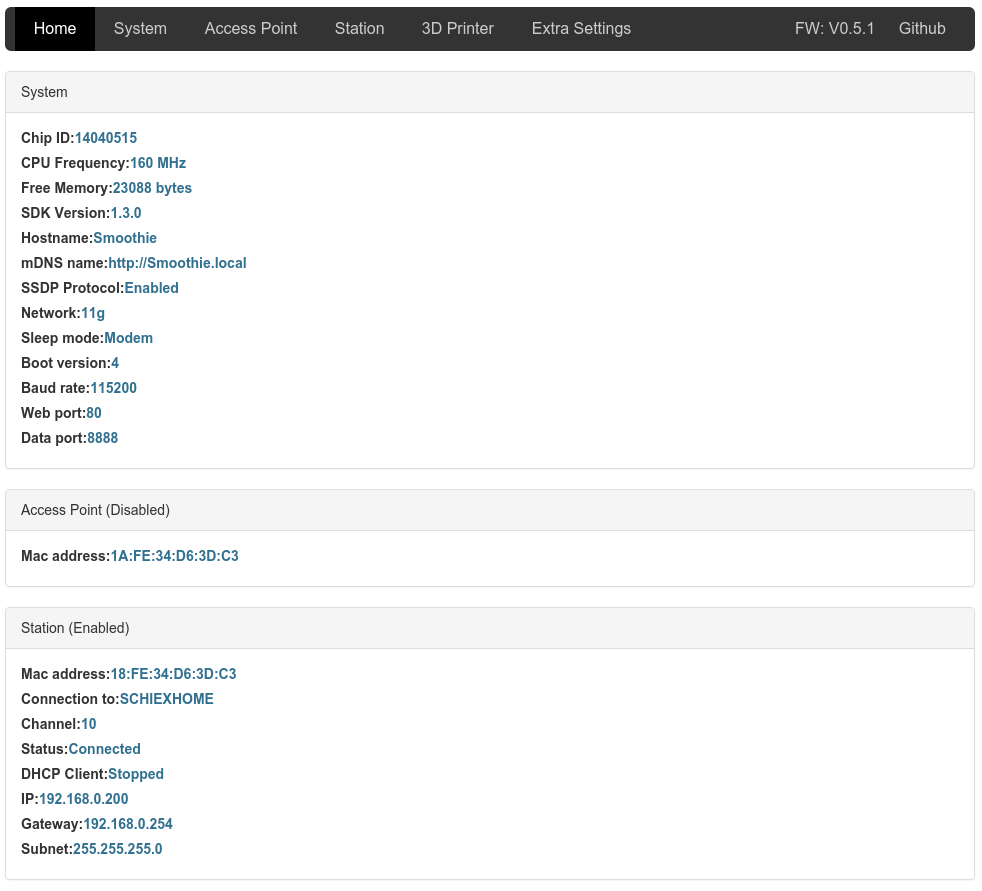 Home System Access Point Station 3D Printer Extra Settings FW: V0.5.1 Github
System
Chip ID:14040515
CPU Frequency:160 MHz
Free Memory:23088 bytes
SDK Version:1.3.0
Hostname:Smoothie
mDNS name:http://Smoothie.local
SSDP Protocol:Enabled
Network:11g
Sleep mode:Modem
Boot version:4
Baud rate:115200
Web port:80
Data port:8888
Access Point (Disabled)
Mac address:1A:FE:34:D6:3D:C3
Station (Enabled)
Mac address:18:FE:34:D6:3D:C3
Connection to:SCHIEXHOME
Channel:10
Status:Connected
DHCP Client:Stopped
IP:192.168.0.200
Gateway:192.168.0.254
Subnet:255.255.255.0